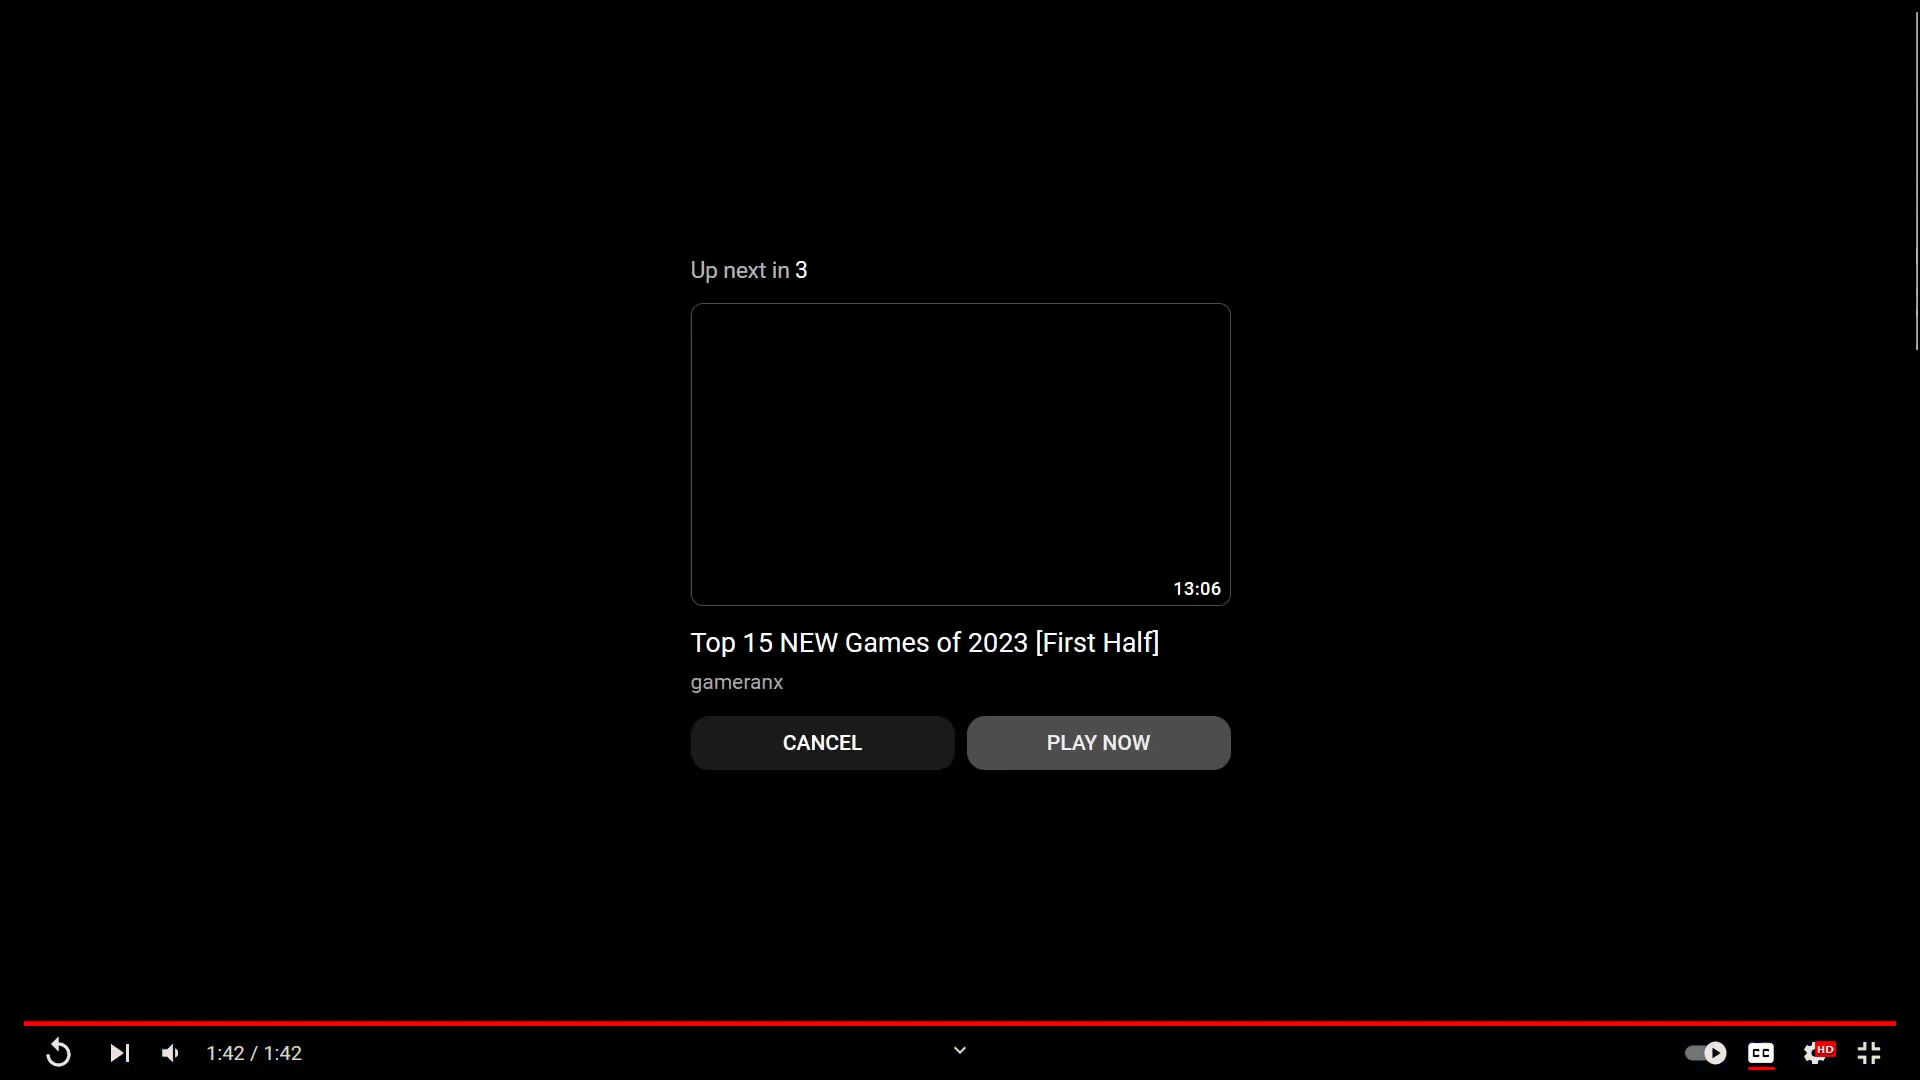 Up next in 3
13:06
Top 15 NEW Games of 2023 [First Half]
gameranx
CANCEL
PLAY NOW
1:42 / 1:42
CC
HD